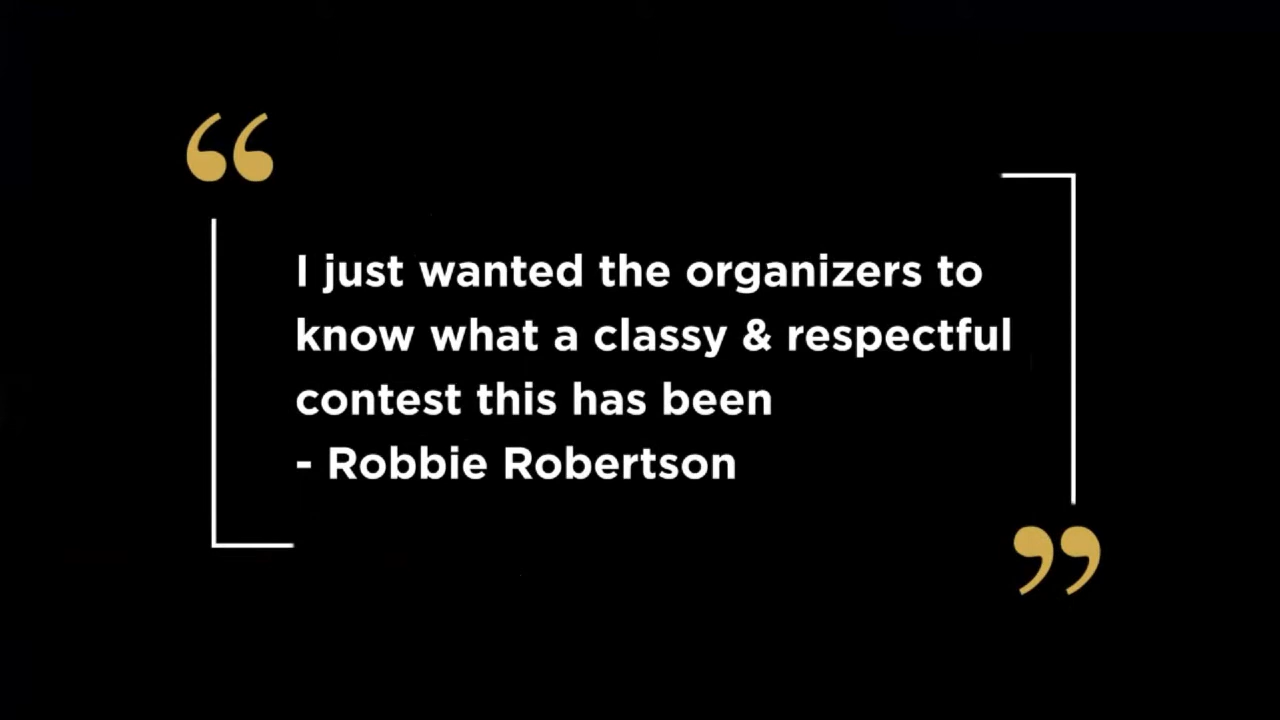 “
I just wanted the organizers to
know what a classy & respectful
contest this has been
- Robbie Robertson
”